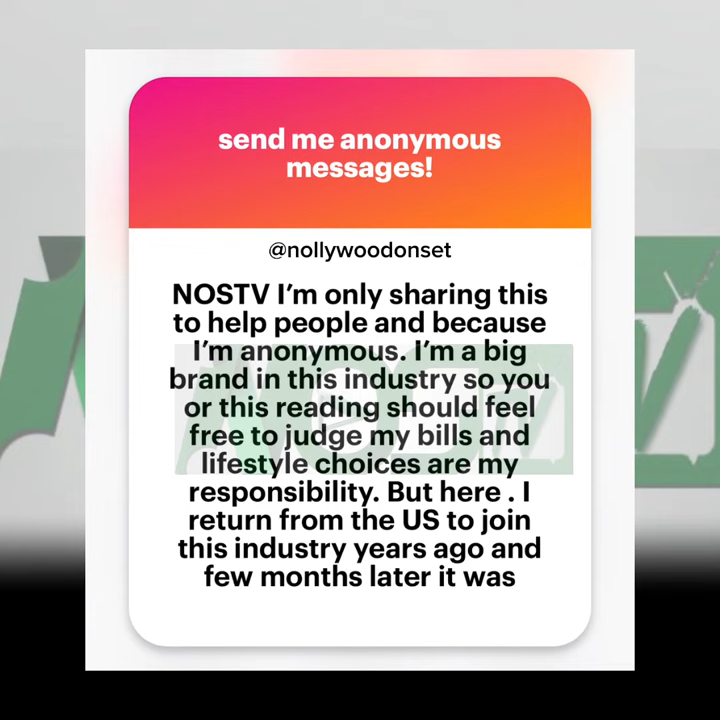 send me anonymous
messages!
@nollywoodonset
NOSTV I'm only sharing this
to help people and because
I'm anonymous. I'm a big
brand in this industry so you
or this reading should feel
free to judge my bills and
lifestyle choices are my
responsibility. But here . I
return from the US to join
this industry years ago and
few months later it was
NOSTV